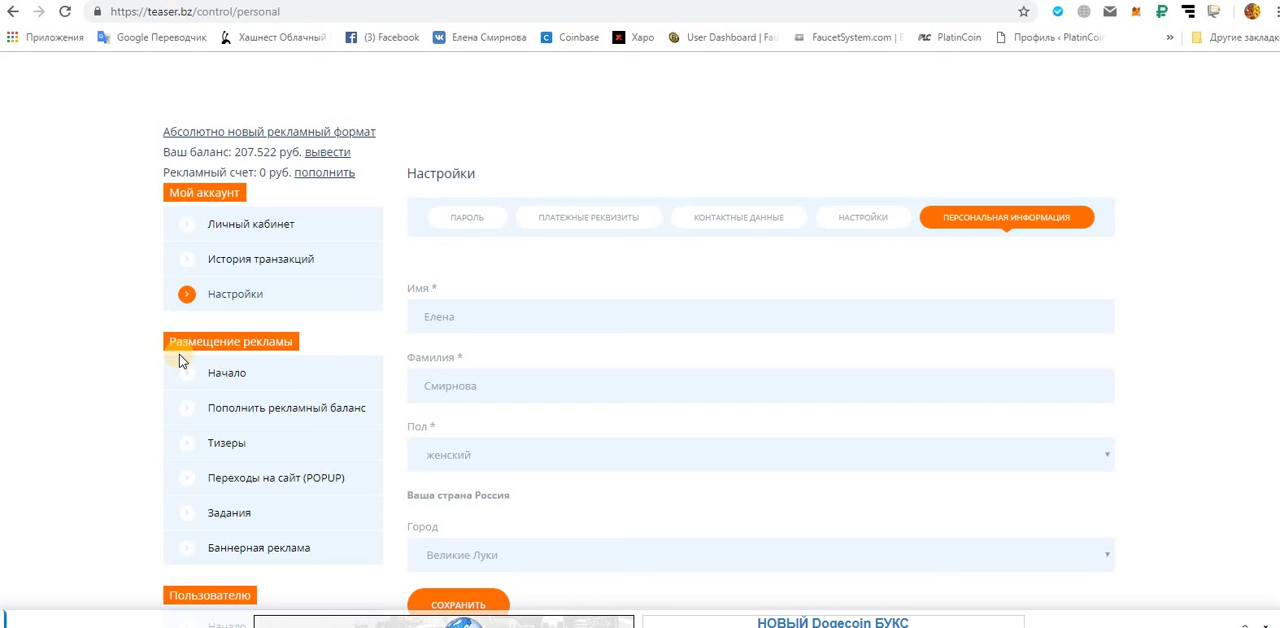 https://teaser.bz/control/personal
Приложения
Google Переводчик
Хашнест Облачный
(3) Facebook
Елена Смирнова
Coinbase
Харо
User Dashboard | Fau
FaucetSystem.com | E
PlatinCoin
Профиль ‹ PlatinCoi
»
Другие закладк
Абсолютно новый рекламный формат
Ваш баланс: 207.522 руб. вывести
Рекламный счет: 0 руб. пополнить
Мой аккаунт
Личный кабинет
История транзакций
Настройки
Размещение рекламы
Начало
Пополнить рекламный баланс
Тизеры
Переходы на сайт (POPUP)
Задания
Баннерная реклама
Пользователю
Начало
Настройки
ПАРОЛЬ
ПЛАТЕЖНЫЕ РЕКВИЗИТЫ
КОНТАКТНЫЕ ДАННЫЕ
НАСТРОЙКИ
ПЕРСОНАЛЬНАЯ ИНФОРМАЦИЯ
Имя *
Елена
Фамилия *
Смирнова
Пол *
женский
Ваша страна Россия
Город
Великие Луки
СОХРАНИТЬ
НОВЫЙ Dogecoin БУКС